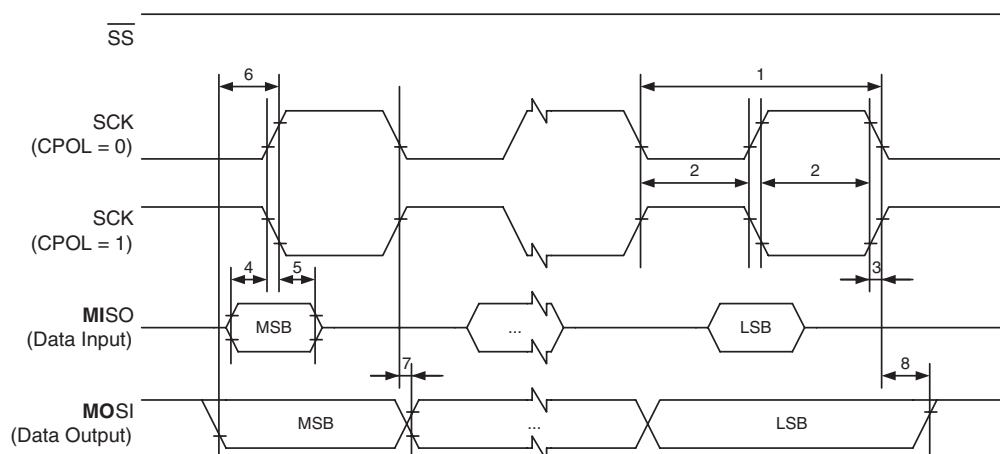 SS
6
1
SCK
(CPOL = 0)
2
2
SCK
(CPOL = 1)
4
5
3
MISO
(Data Input)
MSB
...
LSB
7
8
MOSI
(Data Output)
MSB
...
LSB